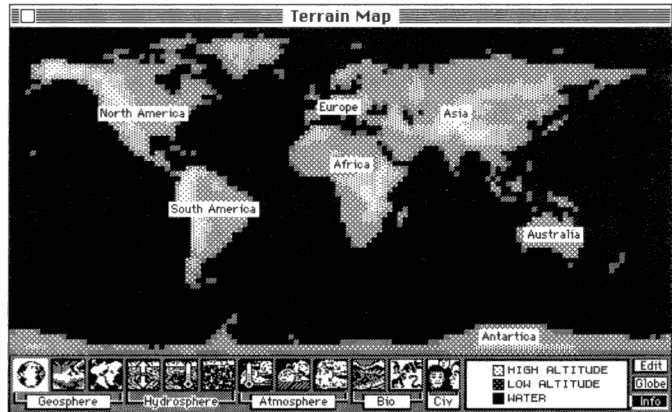 Terrain Map
North America
Europe
Asia
Africa
South America
Australia
Antartica
HIGH ALTITUDE
LOW ALTITUDE
WATER
Edit
Globe
Info
Geosphere
Hydrosphere
Atmosphere
Bio
Civ